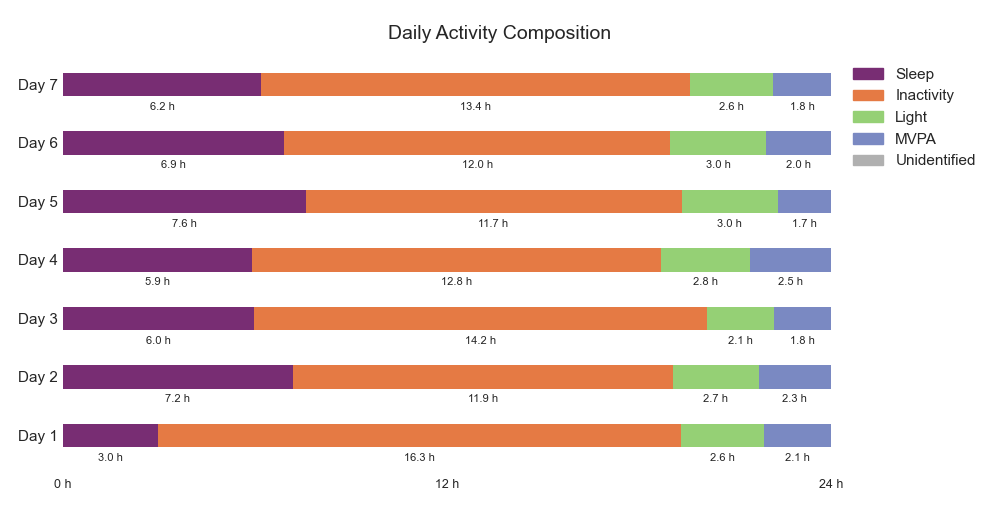 Daily Activity Composition
Sleep
Inactivity
Light
MVPA
Unidentified
Day 7
6.2 h 13.4 h 2.6 h 1.8 h
Day 6
6.9 h 12.0 h 3.0 h 2.0 h
Day 5
7.6 h 11.7 h 3.0 h 1.7 h
Day 4
5.9 h 12.8 h 2.8 h 2.5 h
Day 3
6.0 h 14.2 h 2.1 h 1.8 h
Day 2
7.2 h 11.9 h 2.7 h 2.3 h
Day 1
3.0 h 16.3 h 2.6 h 2.1 h
0 h 12 h 24 h